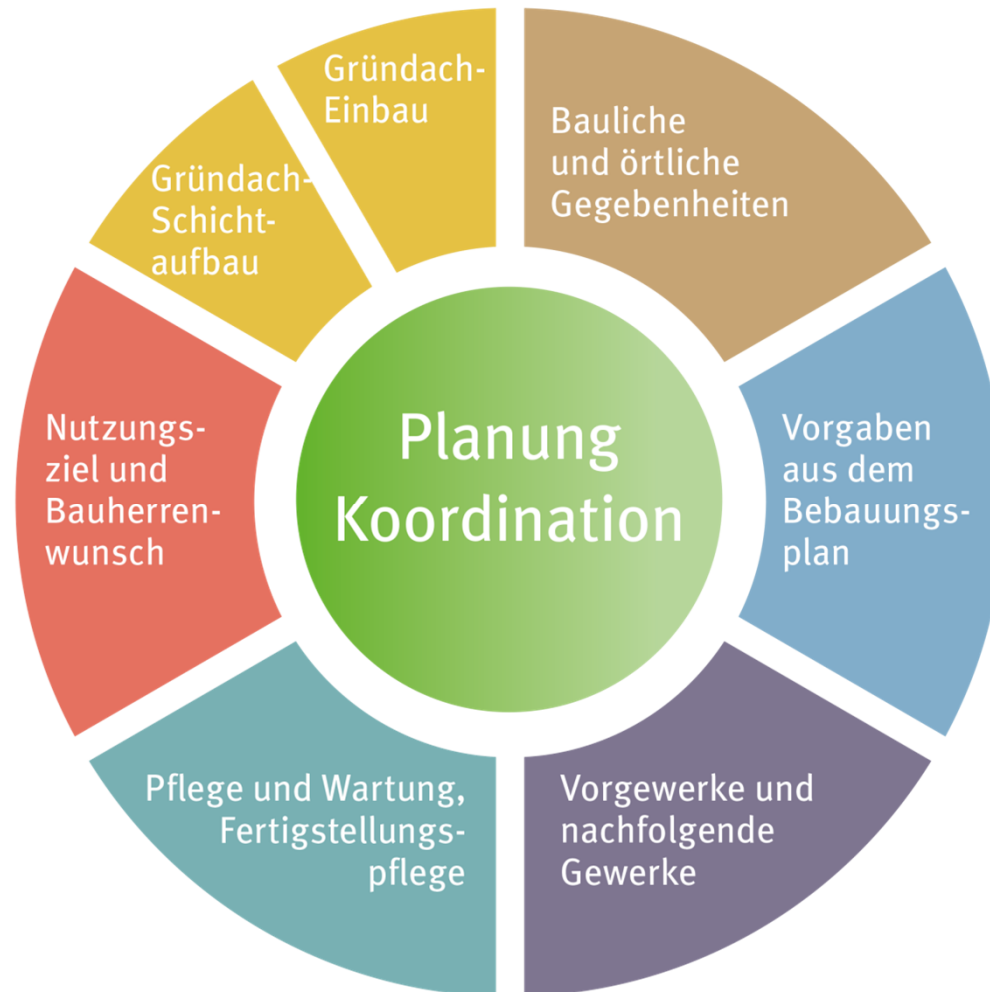 Gründach-
Einbau
Bauliche
und örtliche
Gegebenheiten
Gründach-
Schicht-
aufbau
Planung
Koordination
Nutzungs-
ziel und
Bauherren-
wunsch
Vorgaben
aus dem
Bebauungs-
plan
Pflege und Wartung,
Fertigstellungs-
pflege
Vorgewerke und
nachfolgende
Gewerke